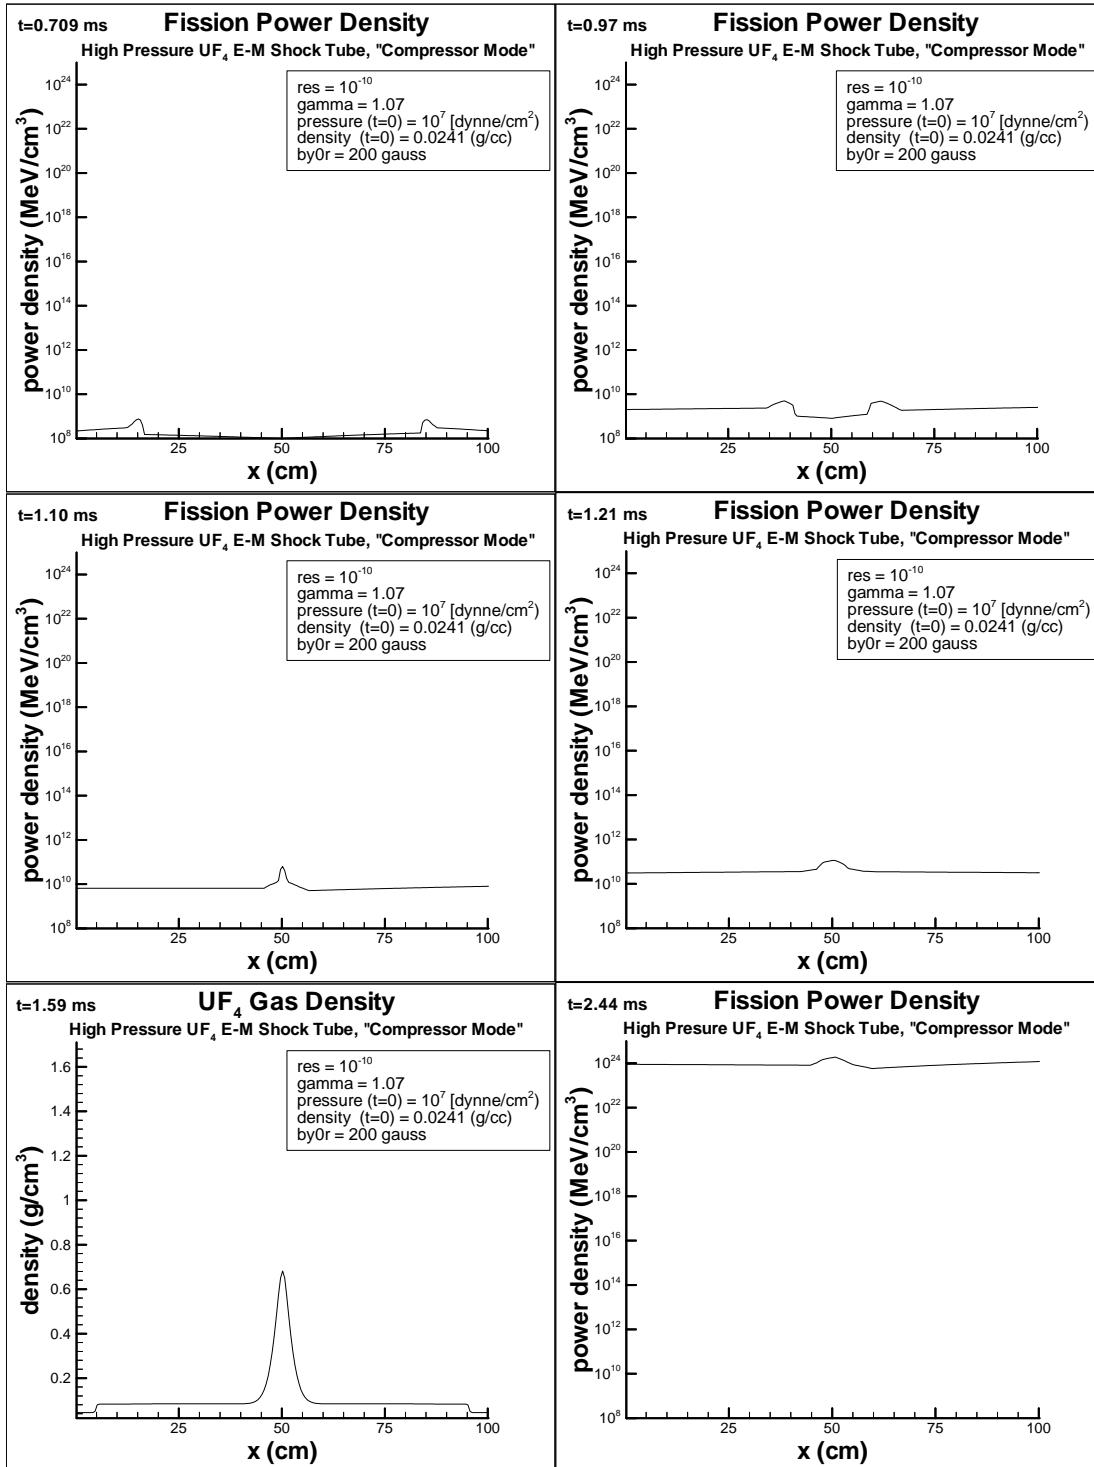 t=0.709 ms
Fission Power Density
High Pressure UF₄ E-M Shock Tube, "Compressor Mode"
res = 10⁻¹⁰
gamma = 1.07
pressure (t=0) = 10⁷ [dynne/cm²]
density (t=0) = 0.0241 (g/cc)
by0r = 200 gauss
power density (MeV/cm³)
10²⁴
10²²
10²⁰
10¹⁸
10¹⁶
10¹⁴
10¹²
10¹⁰
10⁸
25 50 75 100
x (cm)
t=0.97 ms
Fission Power Density
High Pressure UF₄ E-M Shock Tube, "Compressor Mode"
res = 10⁻¹⁰
gamma = 1.07
pressure (t=0) = 10⁷ [dynne/cm²]
density (t=0) = 0.0241 (g/cc)
by0r = 200 gauss
power density (MeV/cm³)
10²⁴
10²²
10²⁰
10¹⁸
10¹⁶
10¹⁴
10¹²
10¹⁰
10⁸
25 50 75 100
x (cm)
t=1.10 ms
Fission Power Density
High Pressure UF₄ E-M Shock Tube, "Compressor Mode"
res = 10⁻¹⁰
gamma = 1.07
pressure (t=0) = 10⁷ [dynne/cm²]
density (t=0) = 0.0241 (g/cc)
by0r = 200 gauss
power density (MeV/cm³)
10²⁴
10²²
10²⁰
10¹⁸
10¹⁶
10¹⁴
10¹²
10¹⁰
10⁸
25 50 75 100
x (cm)
t=1.21 ms
Fission Power Density
High Pressure UF₄ E-M Shock Tube, "Compressor Mode"
res = 10⁻¹⁰
gamma = 1.07
pressure (t=0) = 10⁷ [dynne/cm²]
density (t=0) = 0.0241 (g/cc)
by0r = 200 gauss
power density (MeV/cm³)
10²⁴
10²²
10²⁰
10¹⁸
10¹⁶
10¹⁴
10¹²
10¹⁰
10⁸
25 50 75 100
x (cm)
t=1.59 ms
UF₄ Gas Density
High Presure UF₄ E-M Shock Tube, "Compressor Mode"
res = 10⁻¹⁰
gamma = 1.07
pressure (t=0) = 10⁷ [dynne/cm²]
density (t=0) = 0.0241 (g/cc)
by0r = 200 gauss
density (g/cm³)
1.6
1.4
1.2
1
0.8
0.6
0.4
0.2
25 50 75 100
x (cm)
t=2.44 ms
Fission Power Density
High Presure UF₄ E-M Shock Tube, "Compressor Mode"
power density (MeV/cm³)
10²⁴
10²²
10²⁰
10¹⁸
10¹⁶
10¹⁴
10¹²
10¹⁰
10⁸
25 50 75 100
x (cm)